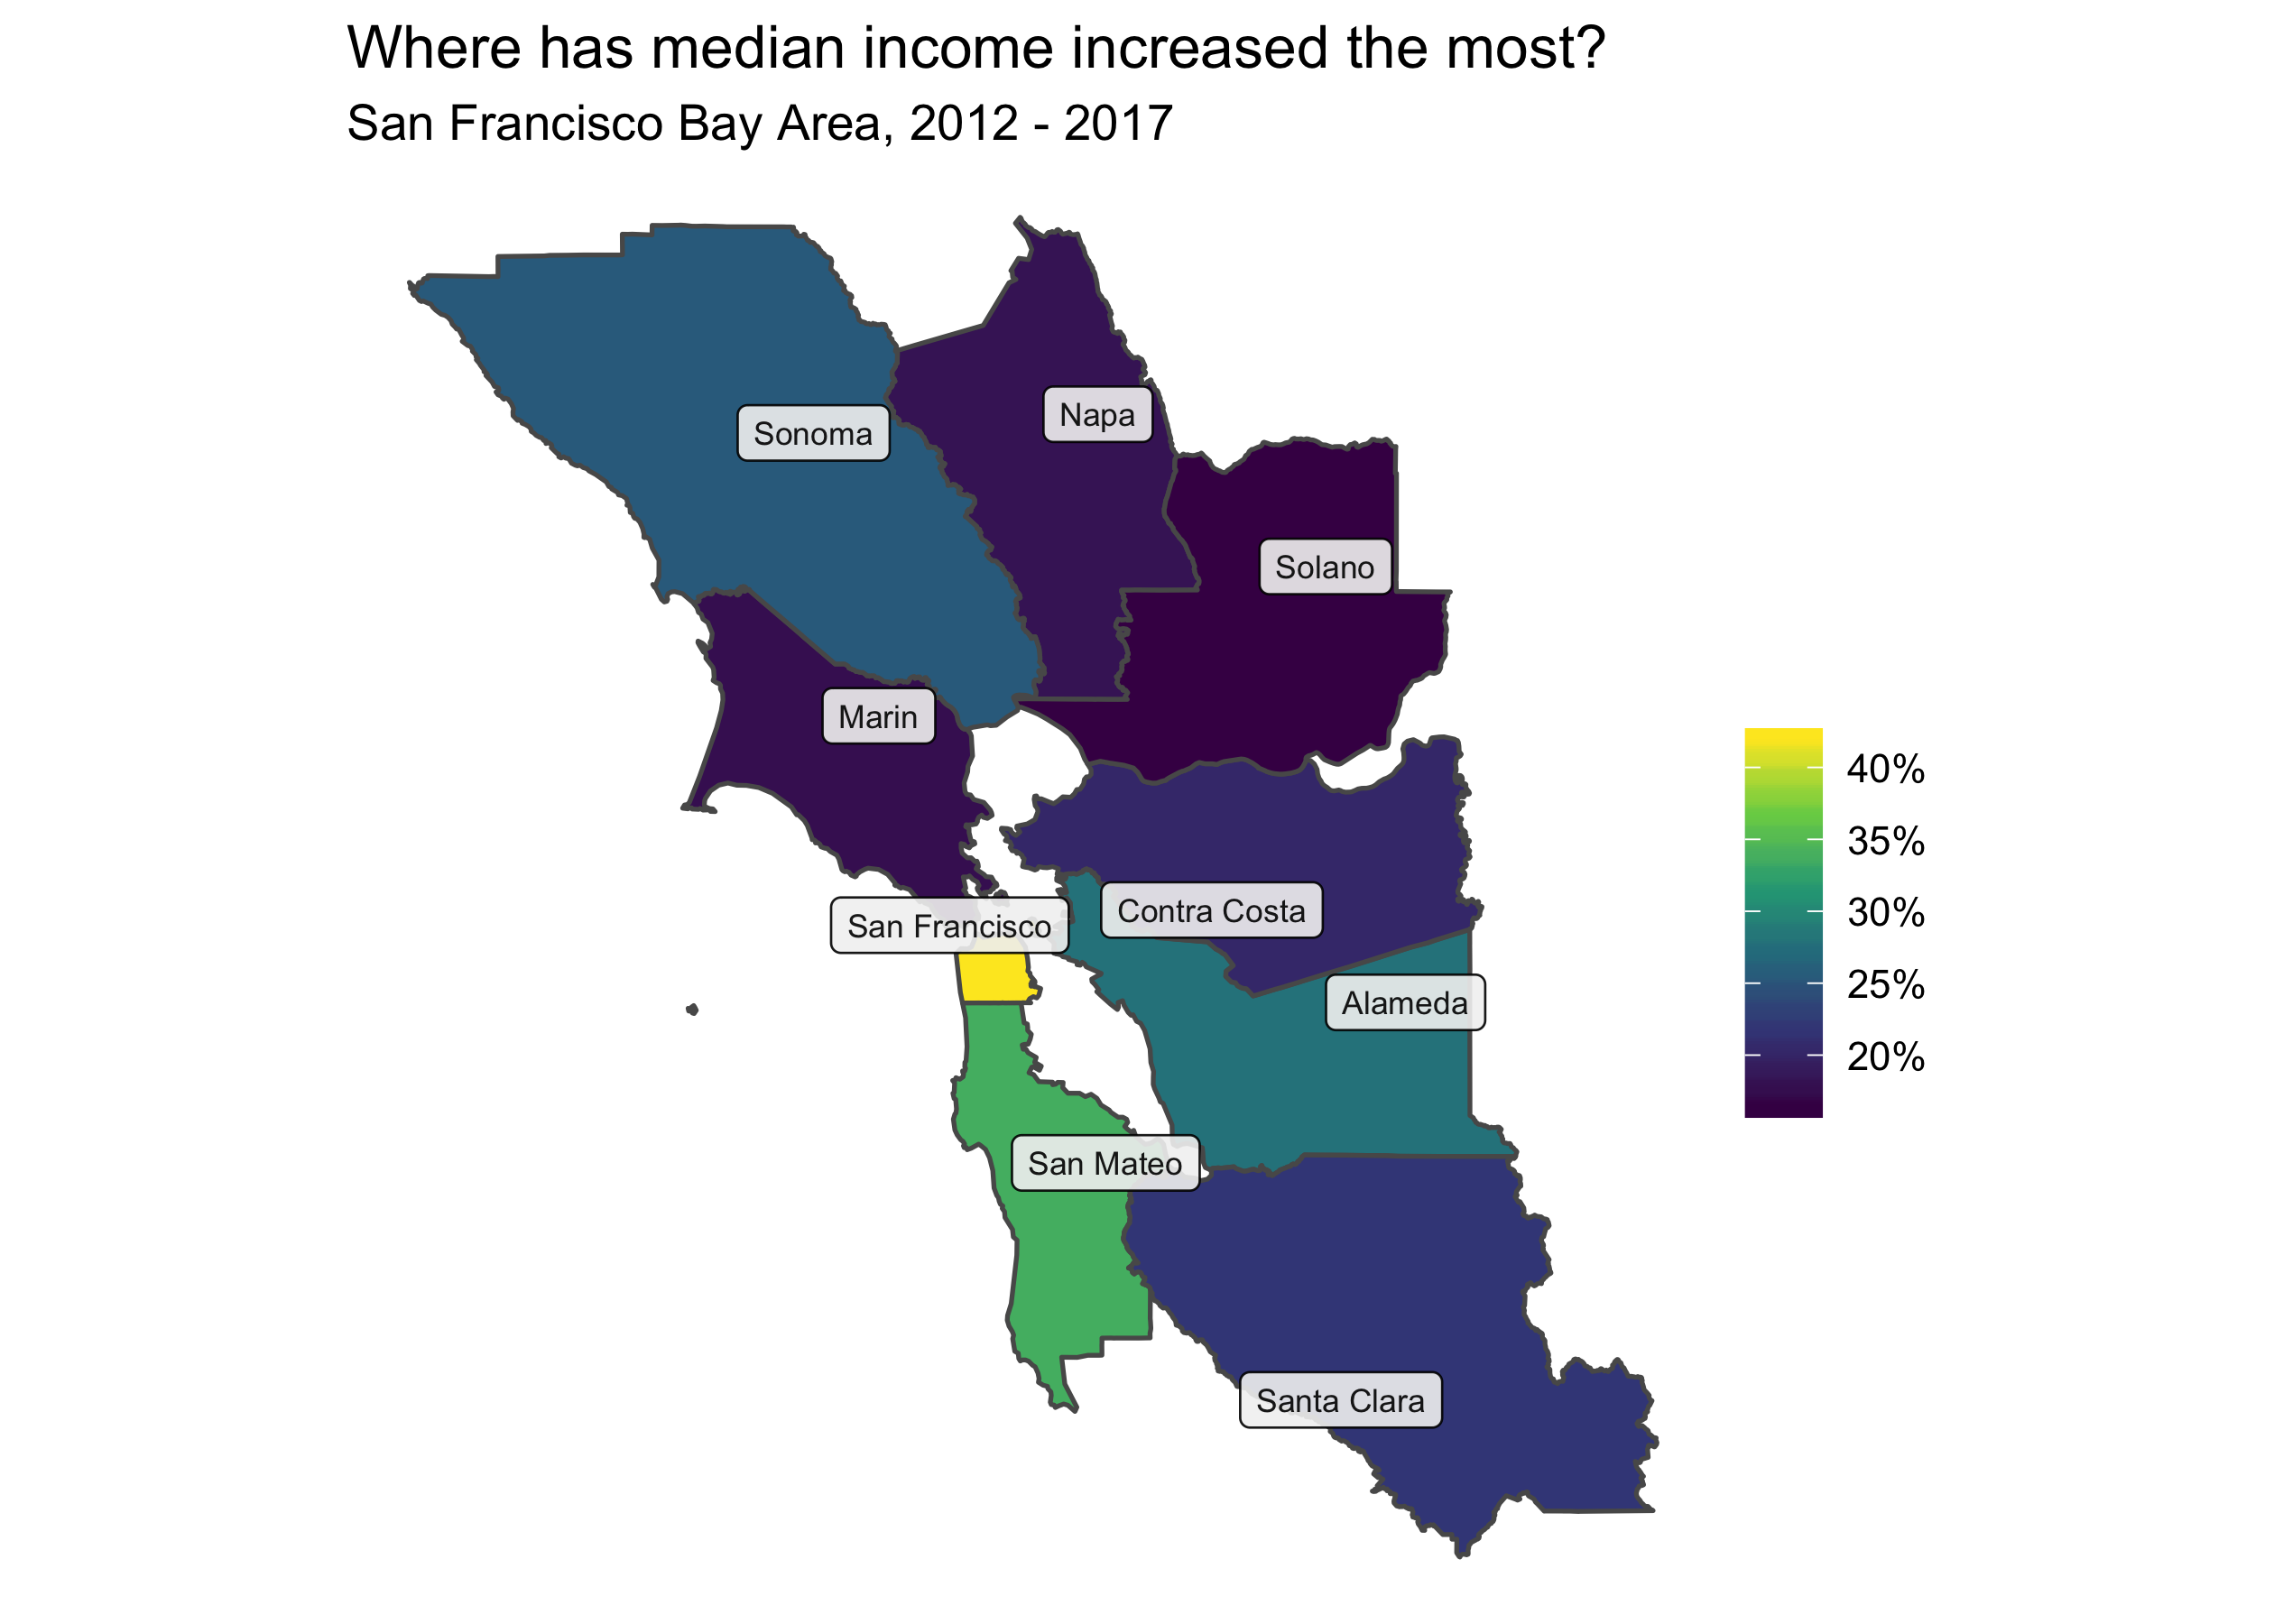 Where has median income increased the most?
San Francisco Bay Area, 2012 - 2017
Napa
Sonoma
Solano
Marin
San Francisco
Contra Costa
Alameda
San Mateo
Santa Clara
40%
35%
30%
25%
20%